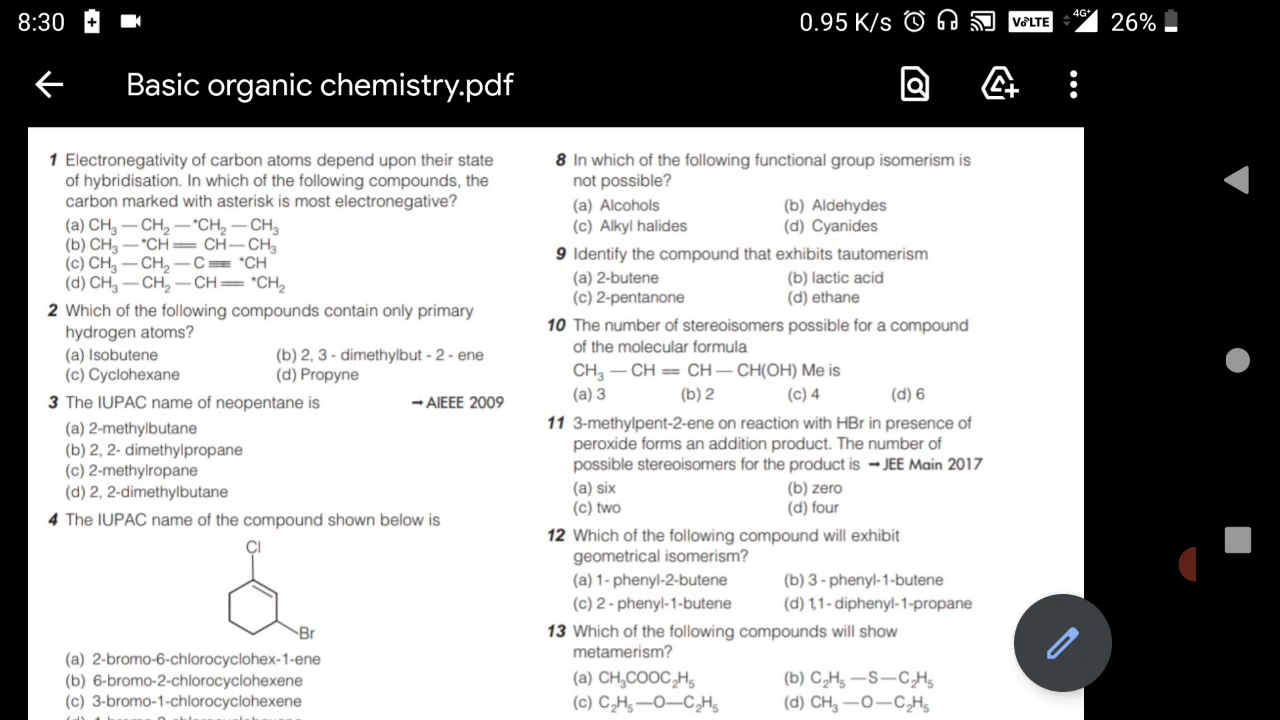 8:30
0.95 K/s VoLTE 4G+ 26%
Basic organic chemistry.pdf
1 Electronegativity of carbon atoms depend upon their state
of hybridisation. In which of the following compounds, the
carbon marked with asterisk is most electronegative?
(a) CH₃ — CH₂ — *CH₂ — CH₃
(b) CH₃ — *CH ═ CH — CH₃
(c) CH₃ — CH₂ — C ≡ *CH
(d) CH₃ — CH₂ — CH ═ *CH₂
2 Which of the following compounds contain only primary
hydrogen atoms?
(a) Isobutene (b) 2, 3 - dimethylbut - 2 - ene
(c) Cyclohexane (d) Propyne
3 The IUPAC name of neopentane is → AIEEE 2009
(a) 2-methylbutane
(b) 2, 2- dimethylpropane
(c) 2-methylropane
(d) 2, 2-dimethylbutane
4 The IUPAC name of the compound shown below is
Cl
Br
(a) 2-bromo-6-chlorocyclohex-1-ene
(b) 6-bromo-2-chlorocyclohexene
(c) 3-bromo-1-chlorocyclohexene
8 In which of the following functional group isomerism is
not possible?
(a) Alcohols (b) Aldehydes
(c) Alkyl halides (d) Cyanides
9 Identify the compound that exhibits tautomerism
(a) 2-butene (b) lactic acid
(c) 2-pentanone (d) ethane
10 The number of stereoisomers possible for a compound
of the molecular formula
CH₃ — CH ═ CH — CH(OH) Me is
(a) 3 (b) 2 (c) 4 (d) 6
11 3-methylpent-2-ene on reaction with HBr in presence of
peroxide forms an addition product. The number of
possible stereoisomers for the product is → JEE Main 2017
(a) six (b) zero
(c) two (d) four
12 Which of the following compound will exhibit
geometrical isomerism?
(a) 1- phenyl-2-butene (b) 3 - phenyl-1-butene
(c) 2 - phenyl-1-butene (d) 1,1- diphenyl-1-propane
13 Which of the following compounds will show
metamerism?
(a) CH₃COOC₂H₅ (b) C₂H₅ —S—C₂H₅
(c) C₂H₅—O—C₂H₅ (d) CH₃ —O—C₂H₅